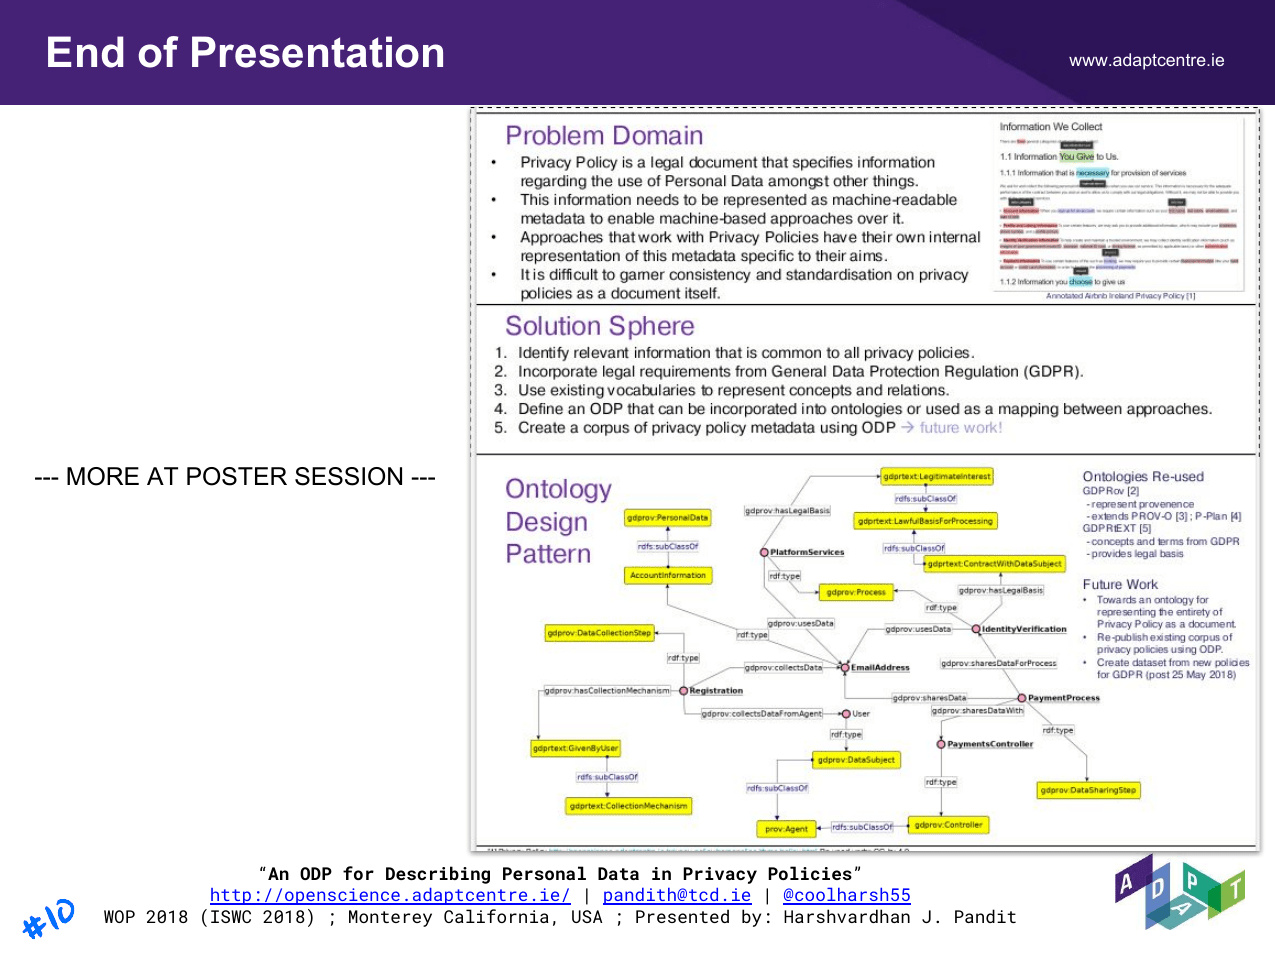 End of Presentation
www.adaptcentre.ie
Problem Domain
• Privacy Policy is a legal document that specifies information
regarding the use of Personal Data amongst other things.
• This information needs to be represented as machine-readable
metadata to enable machine-based approaches over it.
• Approaches that work with Privacy Policies have their own internal
representation of this metadata specific to their aims.
• It is difficult to garner consistency and standardisation on privacy
policies as a document itself.
Information We Collect
1.1 Information You Give to Us.
1.1.1 Information that is necessary for provision of services
1.1.2 Information you choose to give us
Annotated Airbnb Ireland Privacy Policy [1]
Solution Sphere
1. Identify relevant information that is common to all privacy policies.
2. Incorporate legal requirements from General Data Protection Regulation (GDPR).
3. Use existing vocabularies to represent concepts and relations.
4. Define an ODP that can be incorporated into ontologies or used as a mapping between approaches.
5. Create a corpus of privacy policy metadata using ODP → future work!
--- MORE AT POSTER SESSION ---
Ontology
Design
Pattern
gdprtext:LegitimateInterest
rdfs:subClassOf
gdprov:hasLegalBasis
gdprov:PersonalData
gdprtext:LawfulBasisForProcessing
rdfs:subClassOf
rdfs:subClassOf
PlatformServices
gdprtext:ContractWithDataSubject
AccountInformation
rdf:type
gdprov:Process
gdprov:hasLegalBasis
rdf:type
gdprov:usesData
gdprov:DataCollectionStep
rdf:type
gdprov:usesData
IdentityVerification
rdf:type
gdprov:collectsData
EmailAddress
gdprov:sharesDataForProcess
gdprov:hasCollectionMechanism
Registration
gdprov:sharesData
PaymentProcess
gdprov:collectsDataFromAgent
User
gdprov:sharesDataWith
rdf:type
rdf:type
gdprtext:GivenByUser
PaymentsController
gdprov:DataSubject
rdfs:subClassOf
rdfs:subClassOf
rdf:type
gdprov:DataSharingStep
gdprtext:CollectionMechanism
prov:Agent
rdfs:subClassOf
gdprov:Controller
Ontologies Re-used
GDPRov [2]
- represent provenence
- extends PROV-O [3] ; P-Plan [4]
GDPRtEXT [5]
- concepts and terms from GDPR
- provides legal basis
Future Work
• Towards an ontology for
representing the entirety of
Privacy Policy as a document.
• Re-publish existing corpus of
privacy policies using ODP.
• Create dataset from new policies
for GDPR (post 25 May 2018)
“An ODP for Describing Personal Data in Privacy Policies”
http://openscience.adaptcentre.ie/ | pandith@tcd.ie | @coolharsh55
WOP 2018 (ISWC 2018) ; Monterey California, USA ; Presented by: Harshvardhan J. Pandit
#10
ADAPT